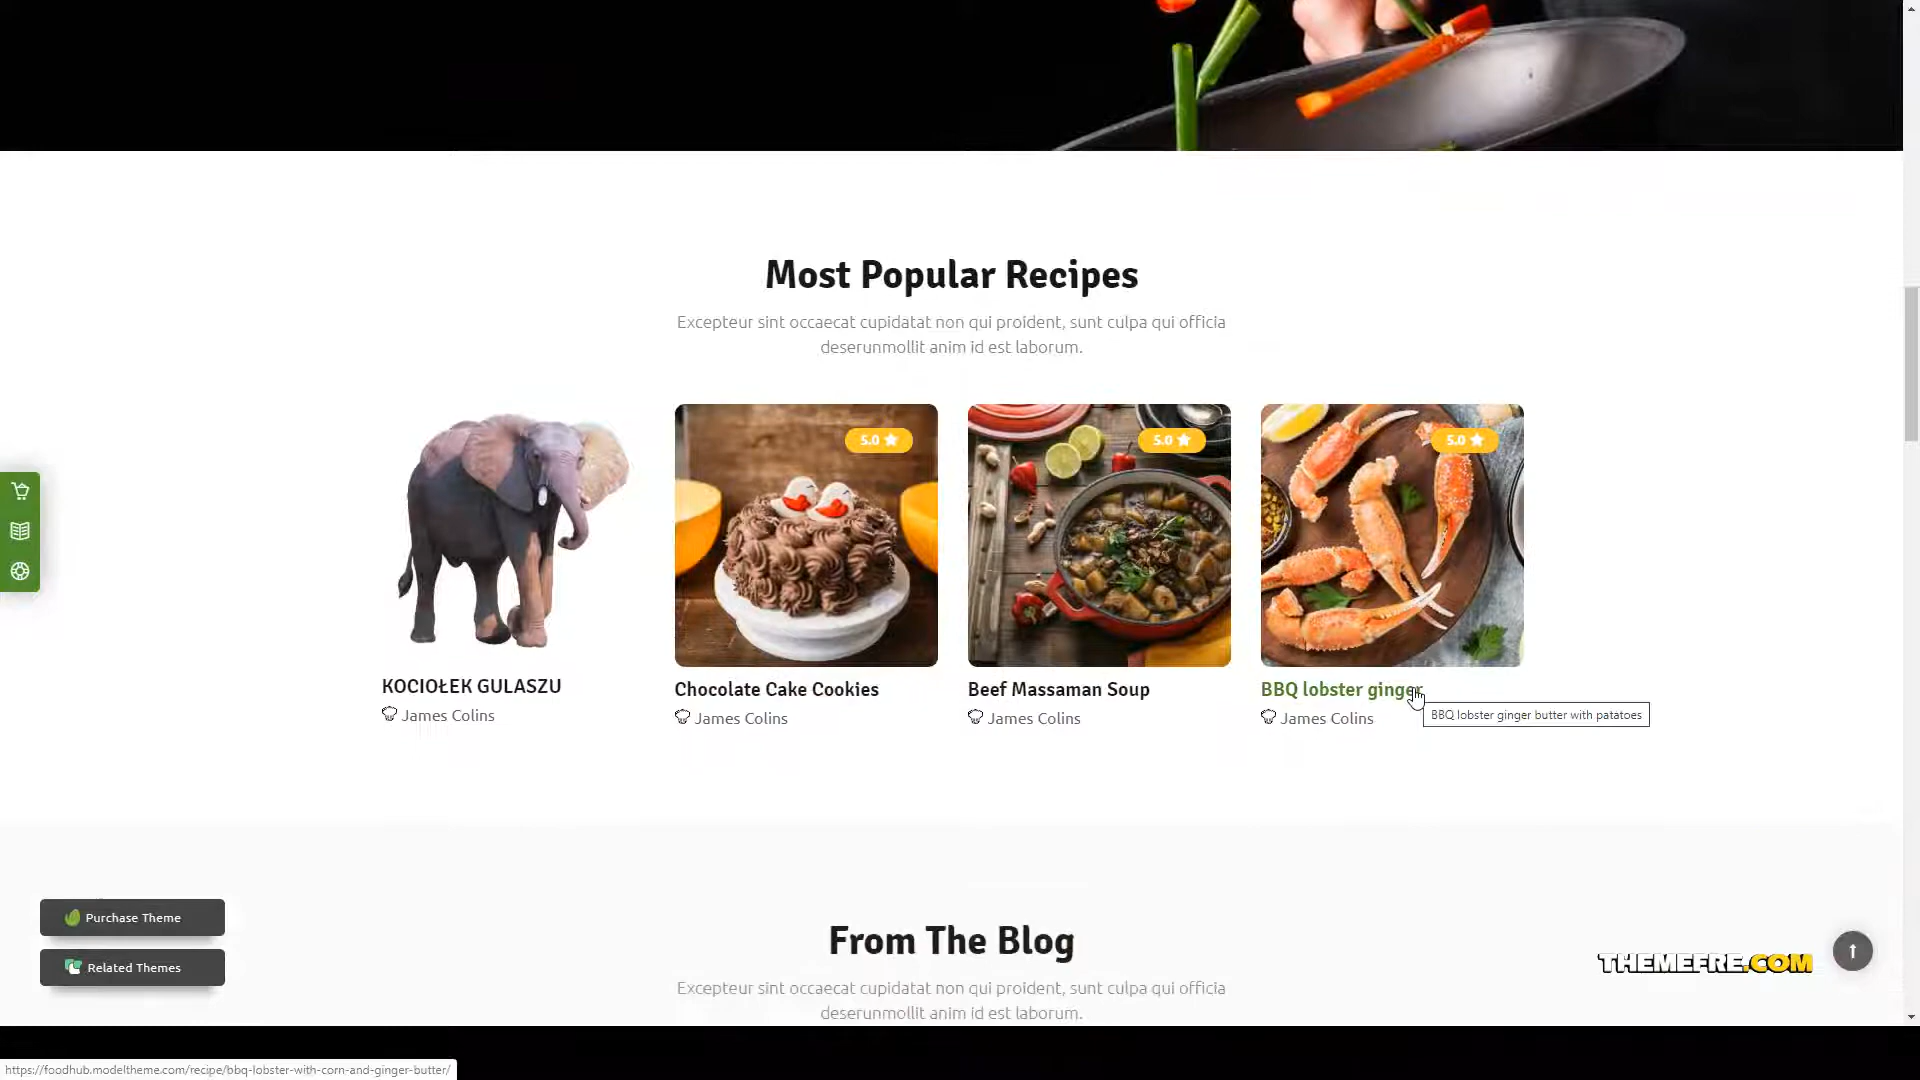 Most Popular Recipes
Excepteur sint occaecat cupidatat non qui proident, sunt culpa qui officia
deserunmollit anim id est laborum.
5.0
5.0
5.0
KOCIOŁEK GULASZU
James Colins
Chocolate Cake Cookies
James Colins
Beef Massaman Soup
James Colins
BBQ lobster ginger
James Colins
BBQ lobster ginger butter with patatoes
Purchase Theme
Related Themes
From The Blog
Excepteur sint occaecat cupidatat non qui proident, sunt culpa qui officia
deserunmollit anim id est laborum.
THEMEFRE.COM
https://foodhub.modeltheme.com/recipe/bbq-lobster-with-corn-and-ginger-butter/